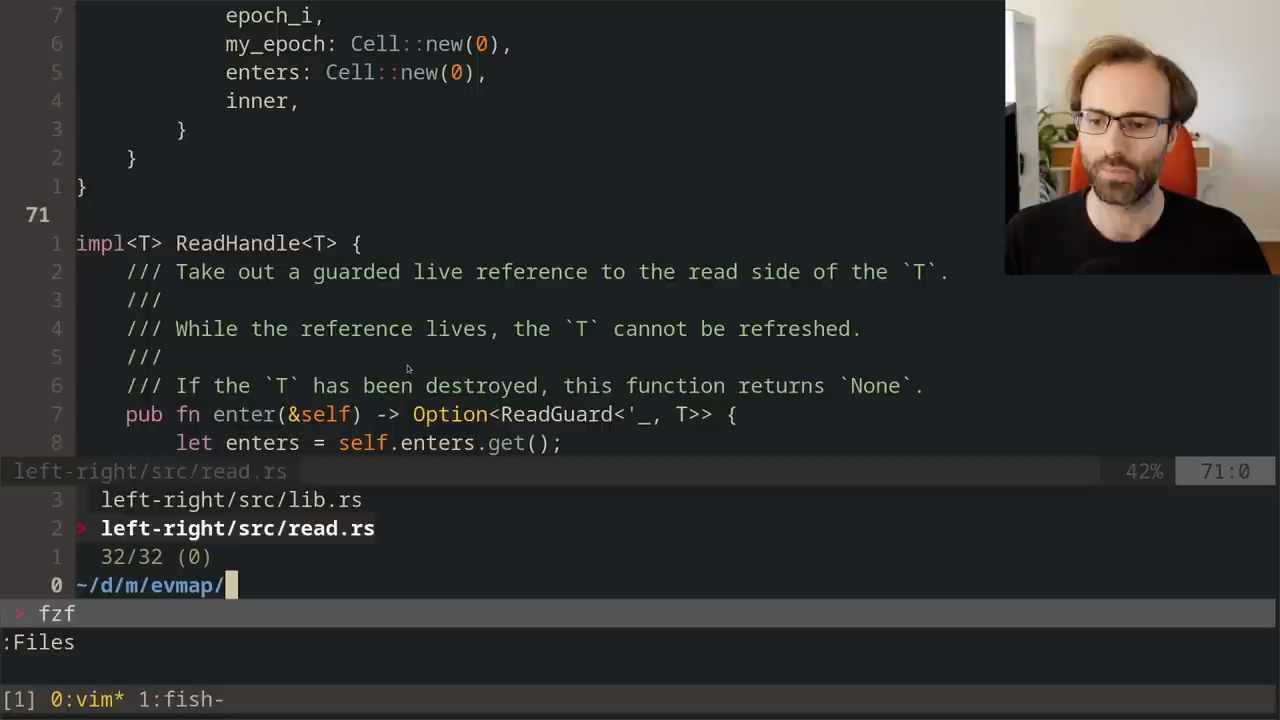 7 epoch_i,
6 my_epoch: Cell::new(0),
5 enters: Cell::new(0),
4 inner,
3 }
2 }
1 }
71
1 impl<T> ReadHandle<T> {
2 /// Take out a guarded live reference to the read side of the `T`.
3 ///
4 /// While the reference lives, the `T` cannot be refreshed.
5 ///
6 /// If the `T` has been destroyed, this function returns `None`.
7 pub fn enter(&self) -> Option<ReadGuard<'_, T>> {
8 let enters = self.enters.get();
left-right/src/read.rs 42% 71:0
3 left-right/src/lib.rs
2 > left-right/src/read.rs
1 32/32 (0)
0 ~/d/m/evmap/
> fzf
:Files
[1] 0:vim* 1:fish-